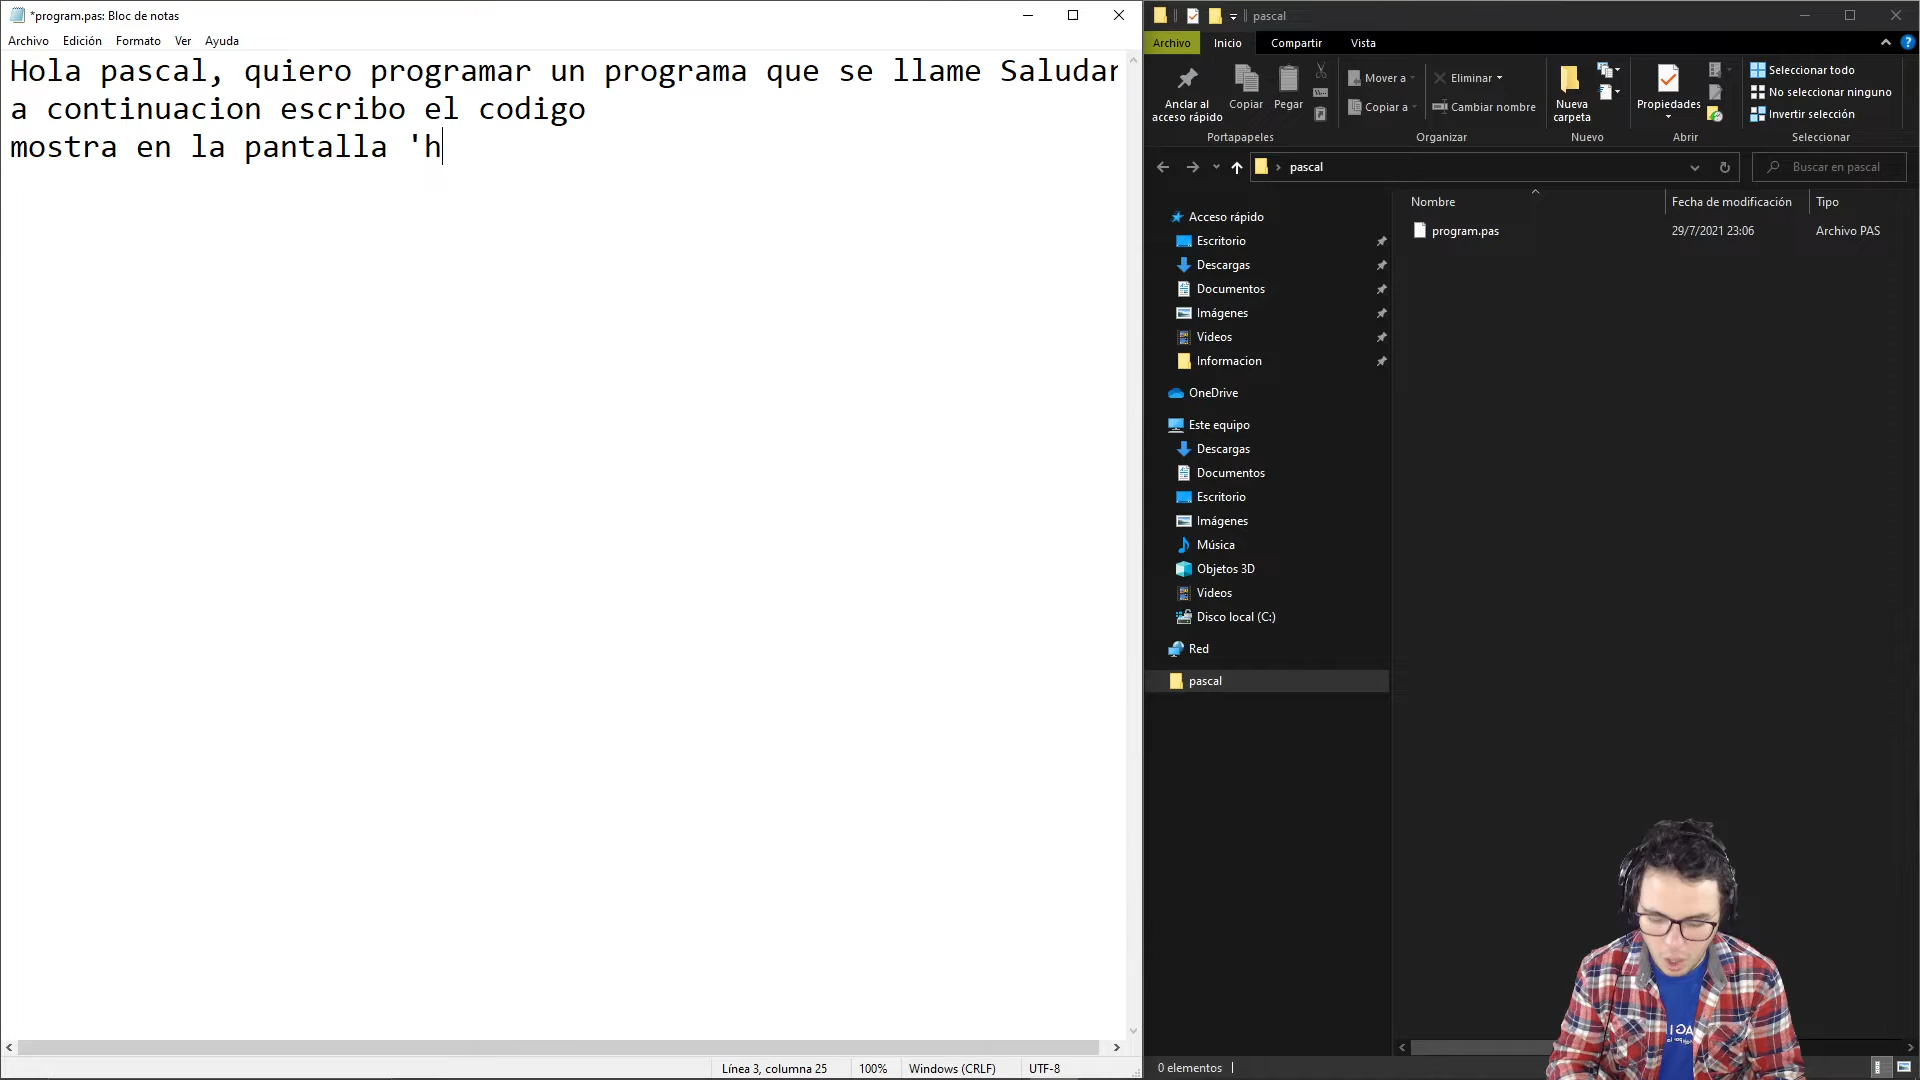 *program.pas: Bloc de notas
Archivo Edición Formato Ver Ayuda
Hola pascal, quiero programar un programa que se llame Saludar
a continuacion escribo el codigo
mostra en la pantalla 'h
Línea 3, columna 25 100% Windows (CRLF) UTF-8
pascal
Archivo Inicio Compartir Vista
Anclar al
acceso rápido
Copiar
Pegar
Portapapeles
Mover a
Copiar a
Eliminar
Cambiar nombre
Organizar
Nueva
carpeta
Nuevo
Propiedades
Abrir
Seleccionar todo
No seleccionar ninguno
Invertir selección
Seleccionar
pascal
Buscar en pascal
Nombre Fecha de modificación Tipo
program.pas 29/7/2021 23:06 Archivo PAS
Acceso rápido
Escritorio
Descargas
Documentos
Imágenes
Videos
Informacion
OneDrive
Este equipo
Descargas
Documentos
Escritorio
Imágenes
Música
Objetos 3D
Videos
Disco local (C:)
Red
pascal
0 elementos